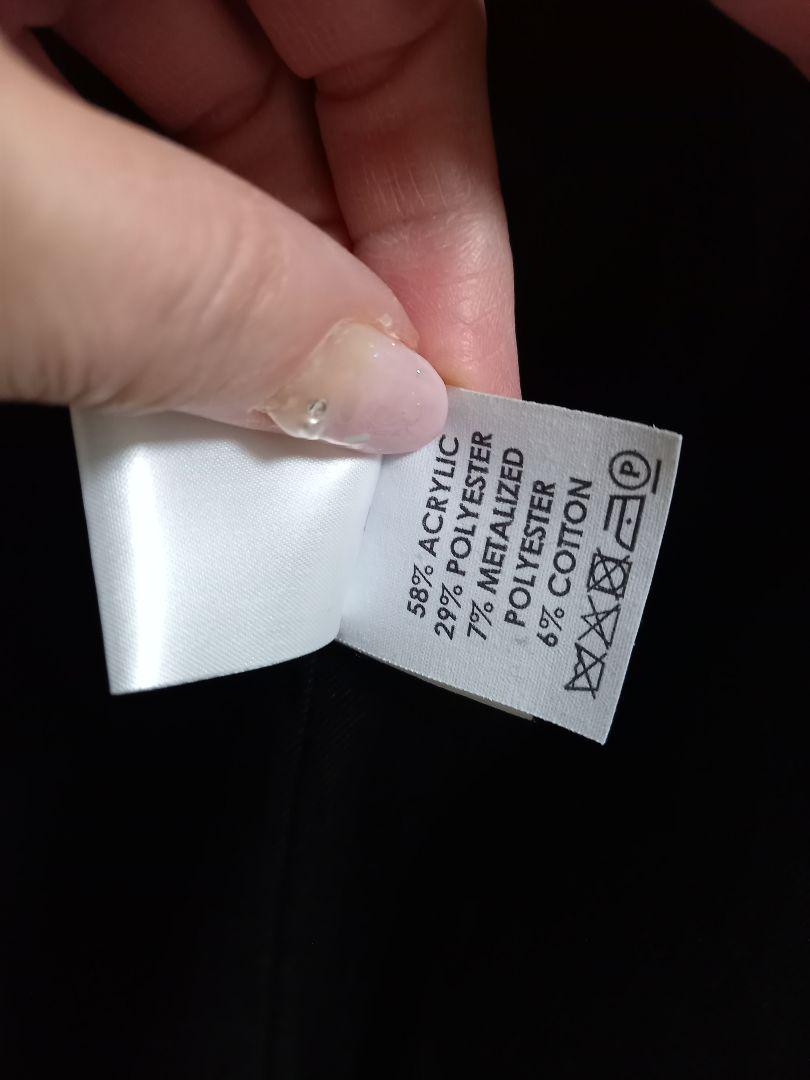 58% ACRYLIC
29% POLYESTER
7% METALIZED
POLYESTER
6% COTTON
P